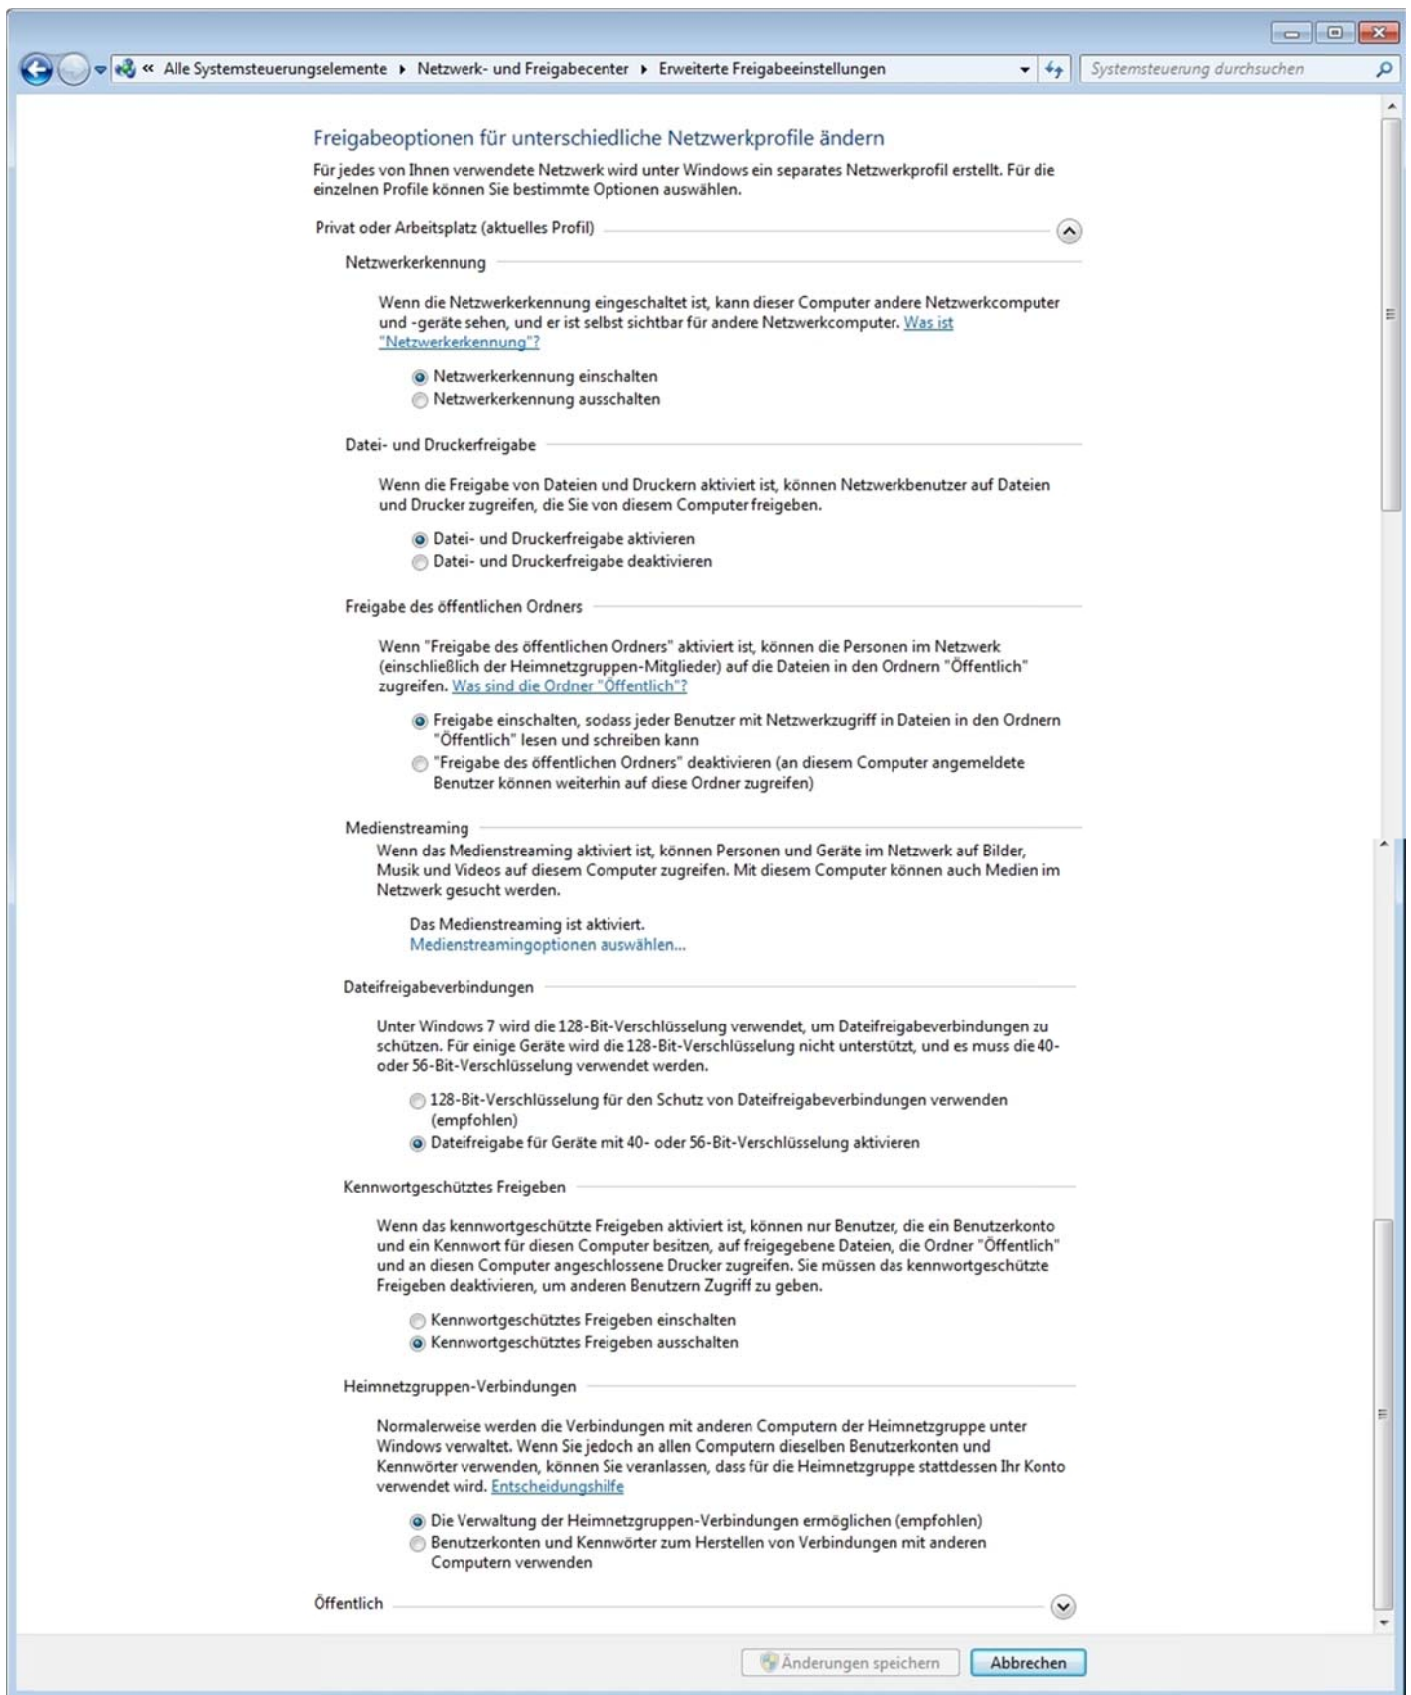 « Alle Systemsteuerungselemente ▸ Netzwerk- und Freigabecenter ▸ Erweiterte Freigabeeinstellungen
Systemsteuerung durchsuchen
Freigabeoptionen für unterschiedliche Netzwerkprofile ändern
Für jedes von Ihnen verwendete Netzwerk wird unter Windows ein separates Netzwerkprofil erstellt. Für die
einzelnen Profile können Sie bestimmte Optionen auswählen.
Privat oder Arbeitsplatz (aktuelles Profil)
Netzwerkerkennung
Wenn die Netzwerkerkennung eingeschaltet ist, kann dieser Computer andere Netzwerkcomputer
und -geräte sehen, und er ist selbst sichtbar für andere Netzwerkcomputer. Was ist
"Netzwerkerkennung"?
Netzwerkerkennung einschalten
Netzwerkerkennung ausschalten
Datei- und Druckerfreigabe
Wenn die Freigabe von Dateien und Druckern aktiviert ist, können Netzwerkbenutzer auf Dateien
und Drucker zugreifen, die Sie von diesem Computer freigeben.
Datei- und Druckerfreigabe aktivieren
Datei- und Druckerfreigabe deaktivieren
Freigabe des öffentlichen Ordners
Wenn "Freigabe des öffentlichen Ordners" aktiviert ist, können die Personen im Netzwerk
(einschließlich der Heimnetzgruppen-Mitglieder) auf die Dateien in den Ordnern "Öffentlich"
zugreifen. Was sind die Ordner "Öffentlich"?
Freigabe einschalten, sodass jeder Benutzer mit Netzwerkzugriff in Dateien in den Ordnern
"Öffentlich" lesen und schreiben kann
"Freigabe des öffentlichen Ordners" deaktivieren (an diesem Computer angemeldete
Benutzer können weiterhin auf diese Ordner zugreifen)
Medienstreaming
Wenn das Medienstreaming aktiviert ist, können Personen und Geräte im Netzwerk auf Bilder,
Musik und Videos auf diesem Computer zugreifen. Mit diesem Computer können auch Medien im
Netzwerk gesucht werden.
Das Medienstreaming ist aktiviert.
Medienstreamingoptionen auswählen...
Dateifreigabeverbindungen
Unter Windows 7 wird die 128-Bit-Verschlüsselung verwendet, um Dateifreigabeverbindungen zu
schützen. Für einige Geräte wird die 128-Bit-Verschlüsselung nicht unterstützt, und es muss die 40-
oder 56-Bit-Verschlüsselung verwendet werden.
128-Bit-Verschlüsselung für den Schutz von Dateifreigabeverbindungen verwenden
(empfohlen)
Dateifreigabe für Geräte mit 40- oder 56-Bit-Verschlüsselung aktivieren
Kennwortgeschütztes Freigeben
Wenn das kennwortgeschützte Freigeben aktiviert ist, können nur Benutzer, die ein Benutzerkonto
und ein Kennwort für diesen Computer besitzen, auf freigegebene Dateien, die Ordner "Öffentlich"
und an diesen Computer angeschlossene Drucker zugreifen. Sie müssen das kennwortgeschützte
Freigeben deaktivieren, um anderen Benutzern Zugriff zu geben.
Kennwortgeschütztes Freigeben einschalten
Kennwortgeschütztes Freigeben ausschalten
Heimnetzgruppen-Verbindungen
Normalerweise werden die Verbindungen mit anderen Computern der Heimnetzgruppe unter
Windows verwaltet. Wenn Sie jedoch an allen Computern dieselben Benutzerkonten und
Kennwörter verwenden, können Sie veranlassen, dass für die Heimnetzgruppe stattdessen Ihr Konto
verwendet wird. Entscheidungshilfe
Die Verwaltung der Heimnetzgruppen-Verbindungen ermöglichen (empfohlen)
Benutzerkonten und Kennwörter zum Herstellen von Verbindungen mit anderen
Computern verwenden
Öffentlich
Änderungen speichern
Abbrechen